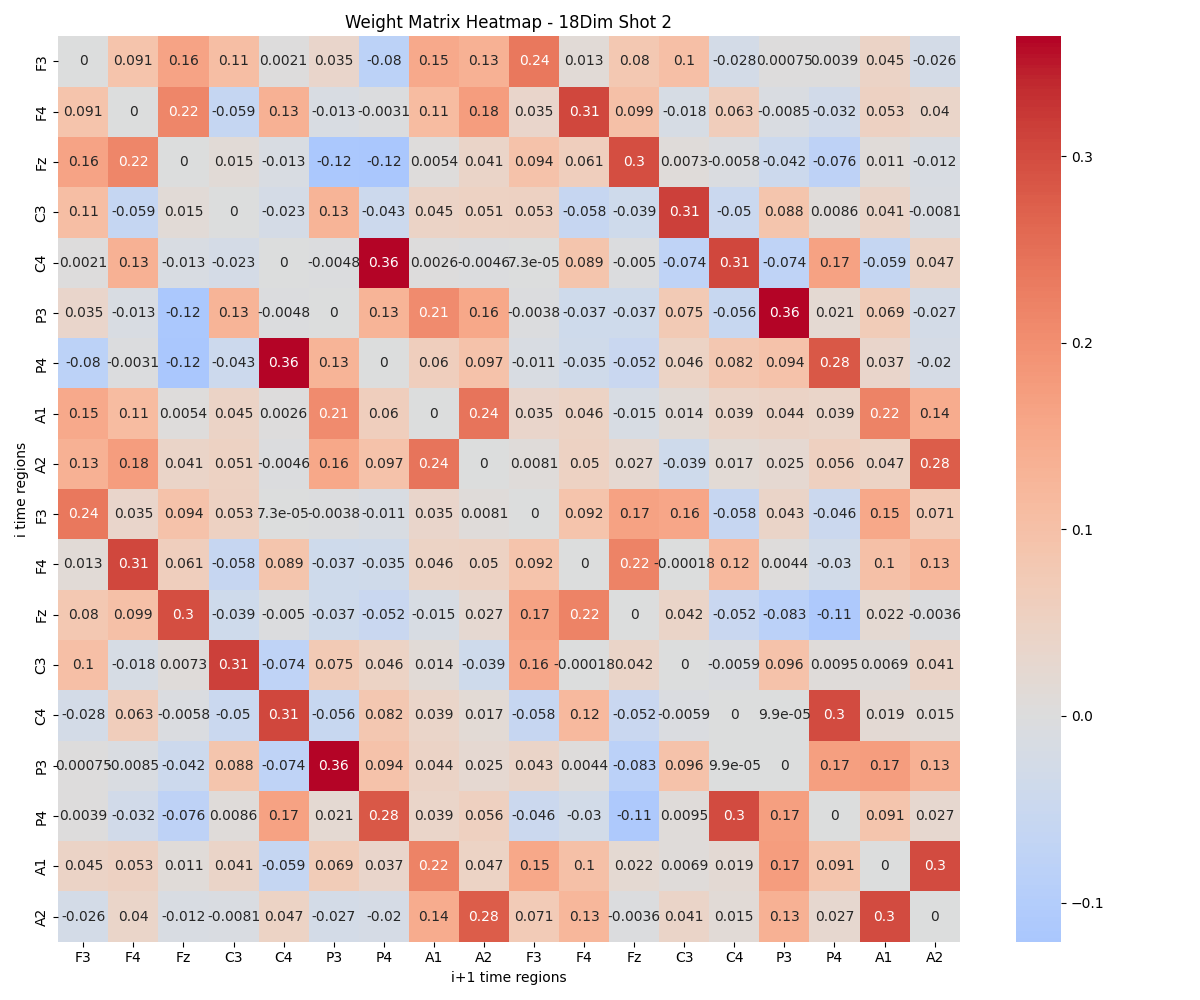 Weight Matrix Heatmap - 18Dim Shot 2
F3 0 0.091 0.16 0.11 0.0021 0.035 -0.08 0.15 0.13 0.24 0.013 0.08 0.1 -0.028 0.00075 0.0039 0.045 -0.026
F4 0.091 0 0.22 -0.059 0.13 -0.013 -0.0031 0.11 0.18 0.035 0.31 0.099 -0.018 0.063 -0.0085 -0.032 0.053 0.04
Fz 0.16 0.22 0 0.015 -0.013 -0.12 -0.12 0.0054 0.041 0.094 0.061 0.3 0.0073 -0.0058 -0.042 -0.076 0.011 -0.012
C3 0.11 -0.059 0.015 0 -0.023 0.13 -0.043 0.045 0.051 0.053 -0.058 -0.039 0.31 -0.05 0.088 0.0086 0.041 -0.0081
C4 0.0021 0.13 -0.013 -0.023 0 -0.0048 0.36 0.0026 -0.0046 7.3e-05 0.089 -0.005 -0.074 0.31 -0.074 0.17 -0.059 0.047
P3 0.035 -0.013 -0.12 0.13 -0.0048 0 0.13 0.21 0.16 -0.0038 -0.037 -0.037 0.075 -0.056 0.36 0.021 0.069 -0.027
P4 -0.08 -0.0031 -0.12 -0.043 0.36 0.13 0 0.06 0.097 -0.011 -0.035 -0.052 0.046 0.082 0.094 0.28 0.037 -0.02
A1 0.15 0.11 0.0054 0.045 0.0026 0.21 0.06 0 0.24 0.035 0.046 -0.015 0.014 0.039 0.044 0.039 0.22 0.14
A2 0.13 0.18 0.041 0.051 -0.0046 0.16 0.097 0.24 0 0.0081 0.05 0.027 -0.039 0.017 0.025 0.056 0.047 0.28
F3 0.24 0.035 0.094 0.053 7.3e-05 -0.0038 -0.011 0.035 0.0081 0 0.092 0.17 0.16 -0.058 0.043 -0.046 0.15 0.071
F4 0.013 0.31 0.061 -0.058 0.089 -0.037 -0.035 0.046 0.05 0.092 0 0.22 -0.00018 0.12 0.0044 -0.03 0.1 0.13
Fz 0.08 0.099 0.3 -0.039 -0.005 -0.037 -0.052 -0.015 0.027 0.17 0.22 0 0.042 -0.052 -0.083 -0.11 0.022 -0.0036
C3 0.1 -0.018 0.0073 0.31 -0.074 0.075 0.046 0.014 -0.039 0.16 -0.00018 0.042 0 -0.0059 0.096 0.0095 0.0069 0.041
C4 -0.028 0.063 -0.0058 -0.05 0.31 -0.056 0.082 0.039 0.017 -0.058 0.12 -0.052 -0.0059 0 9.9e-05 0.3 0.019 0.015
P3 0.00075 -0.0085 -0.042 0.088 -0.074 0.36 0.094 0.044 0.025 0.043 0.0044 -0.083 0.096 9.9e-05 0 0.17 0.17 0.13
P4 0.0039 -0.032 -0.076 0.0086 0.17 0.021 0.28 0.039 0.056 -0.046 -0.03 -0.11 0.0095 0.3 0.17 0 0.091 0.027
A1 0.045 0.053 0.011 0.041 -0.059 0.069 0.037 0.22 0.047 0.15 0.1 0.022 0.0069 0.019 0.17 0.091 0 0.3
A2 -0.026 0.04 -0.012 -0.0081 0.047 -0.027 -0.02 0.14 0.28 0.071 0.13 -0.0036 0.041 0.015 0.13 0.027 0.3 0
F3 F4 Fz C3 C4 P3 P4 A1 A2 F3 F4 Fz C3 C4 P3 P4 A1 A2
i+1 time regions
i time regions
0.3
0.2
0.1
0.0
−0.1